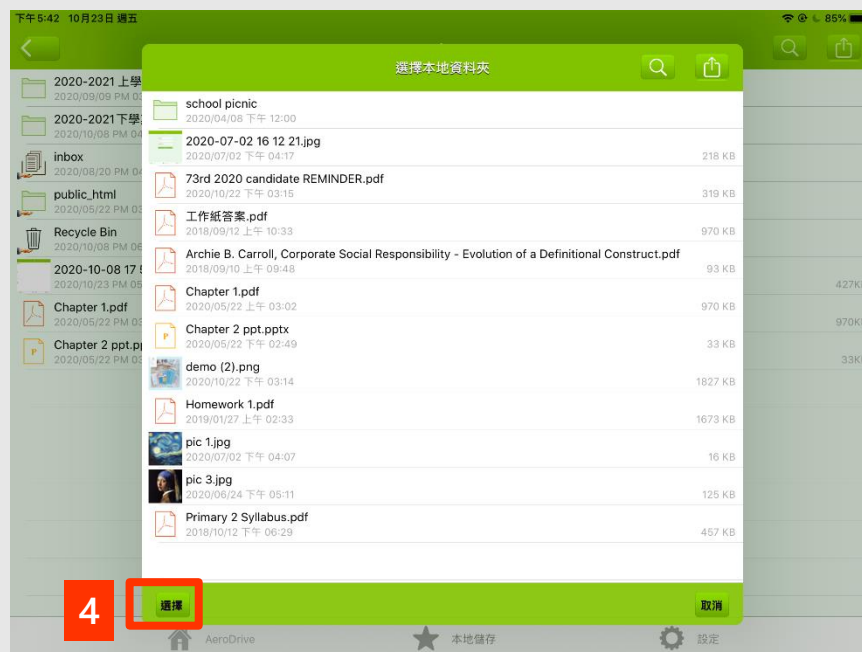 下午5:42 10月23日 週五
85%
選擇本地資料夾
2020-2021 上學
2020/09/09 PM 03
2020-2021下學
2020/10/08 PM 04
inbox
2020/08/20 PM 04
public_html
2020/05/22 PM 03
Recycle Bin
2020/10/08 PM 06
2020-10-08 17 5
2020/10/23 PM 05
427K
Chapter 1.pdf
2020/05/22 PM 03
970K
Chapter 2 ppt.pp
2020/05/22 PM 03
33K
school picnic
2020/04/08 下午 12:00
2020-07-02 16 12 21.jpg
2020/07/02 下午 04:17
218 KB
73rd 2020 candidate REMINDER.pdf
2020/10/22 下午 03:15
319 KB
工作紙答案.pdf
2018/09/12 上午 10:33
970 KB
Archie B. Carroll, Corporate Social Responsibility - Evolution of a Definitional Construct.pdf
2018/09/10 上午 09:48
93 KB
Chapter 1.pdf
2020/05/22 上午 03:02
970 KB
Chapter 2 ppt.pptx
2020/05/22 下午 02:49
33 KB
demo (2).png
2020/10/22 下午 03:14
1827 KB
Homework 1.pdf
2019/01/27 上午 02:33
1673 KB
pic 1.jpg
2020/07/02 下午 04:07
16 KB
pic 3.jpg
2020/06/24 下午 05:11
125 KB
Primary 2 Syllabus.pdf
2018/10/12 下午 06:29
457 KB
4
選擇
取消
AeroDrive
本地儲存
設定